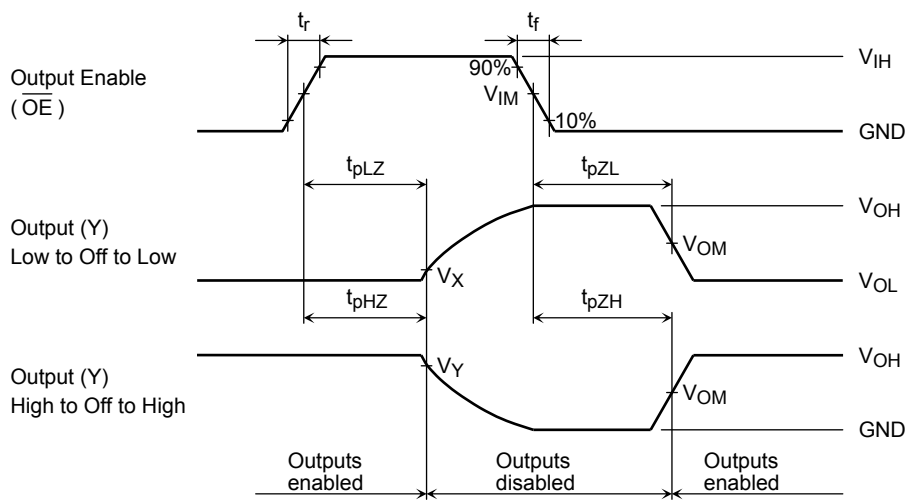 tr
tf
Output Enable
( OE )
90%
VIM
10%
VIH
GND
tpLZ
tpZL
Output (Y)
Low to Off to Low
VX
VOM
VOH
VOL
tpHZ
tpZH
Output (Y)
High to Off to High
VY
VOM
VOH
GND
Outputs
enabled
Outputs
disabled
Outputs
enabled